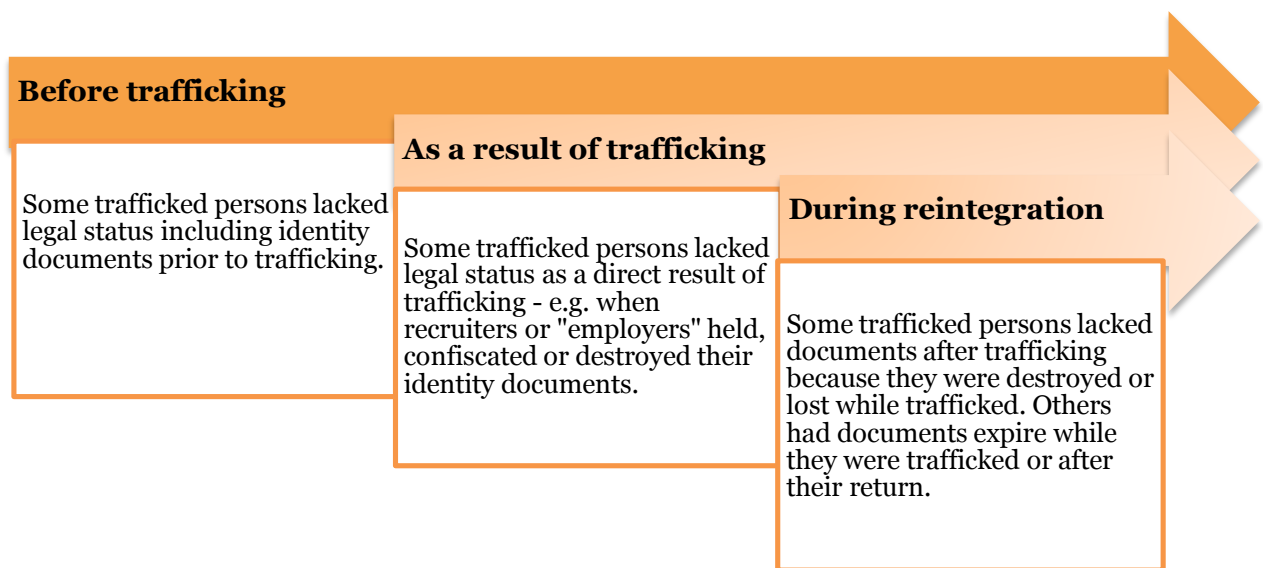 Before trafficking
Some trafficked persons lacked
legal status including identity
documents prior to trafficking.
As a result of trafficking
Some trafficked persons lacked
legal status as a direct result of
trafficking - e.g. when
recruiters or "employers" held,
confiscated or destroyed their
identity documents.
During reintegration
Some trafficked persons lacked
documents after trafficking
because they were destroyed or
lost while trafficked. Others
had documents expire while
they were trafficked or after
their return.